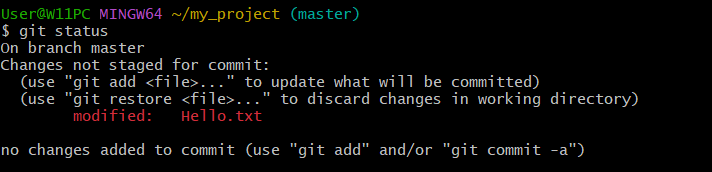 User@W11PC MINGW64 ~/my_project (master)
$ git status
On branch master
Changes not staged for commit:
  (use "git add <file>..." to update what will be committed)
  (use "git restore <file>..." to discard changes in working directory)
        modified:   Hello.txt

no changes added to commit (use "git add" and/or "git commit -a")